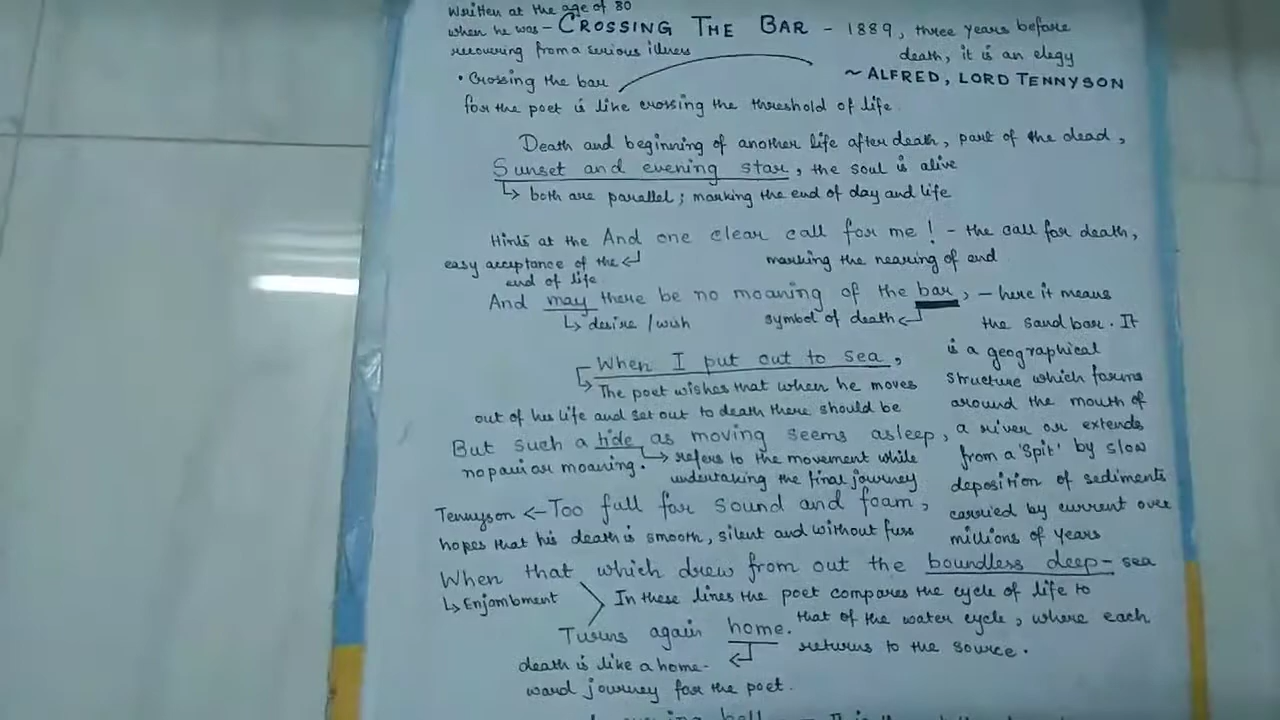 Written at the age of 80
when he was - CROSSING THE BAR - 1889, three years before
recovering from a serious illness death, it is an elegy
• Crossing the bar ~ ALFRED, LORD TENNYSON
for the poet is like crossing the threshold of life.
Death and beginning of another life after death, part of the dead,
Sunset and evening star, the soul is alive
↳ both are parallel; marking the end of day and life
Hints at the And one clear call for me! - the call for death,
easy acceptance of the ↵ marking the nearing of end
end of life.
And may there be no moaning of the bar, - here it means
↳ desire/wish symbol of death ↵ the sand bar. It
is a geographical
When I put out to sea,
↳ The poet wishes that when he moves structure which forms
out of his life and set out to death there should be around the mouth of
But such a tide as moving seems asleep, a river or extends
no pain or moaning. ↳ refers to the movement while from a 'spit' by slow
undertaking the final journey deposition of sediments
Tennyson ← Too full for sound and foam, carried by current over
hopes that his death is smooth, silent and without fuss millions of years
When that which drew from out the boundless deep - sea
↳ Enjambment In these lines the poet compares the cycle of life to
that of the water cycle, where each
Turns again home. returns to the source.
death is like a home-
ward journey for the poet.